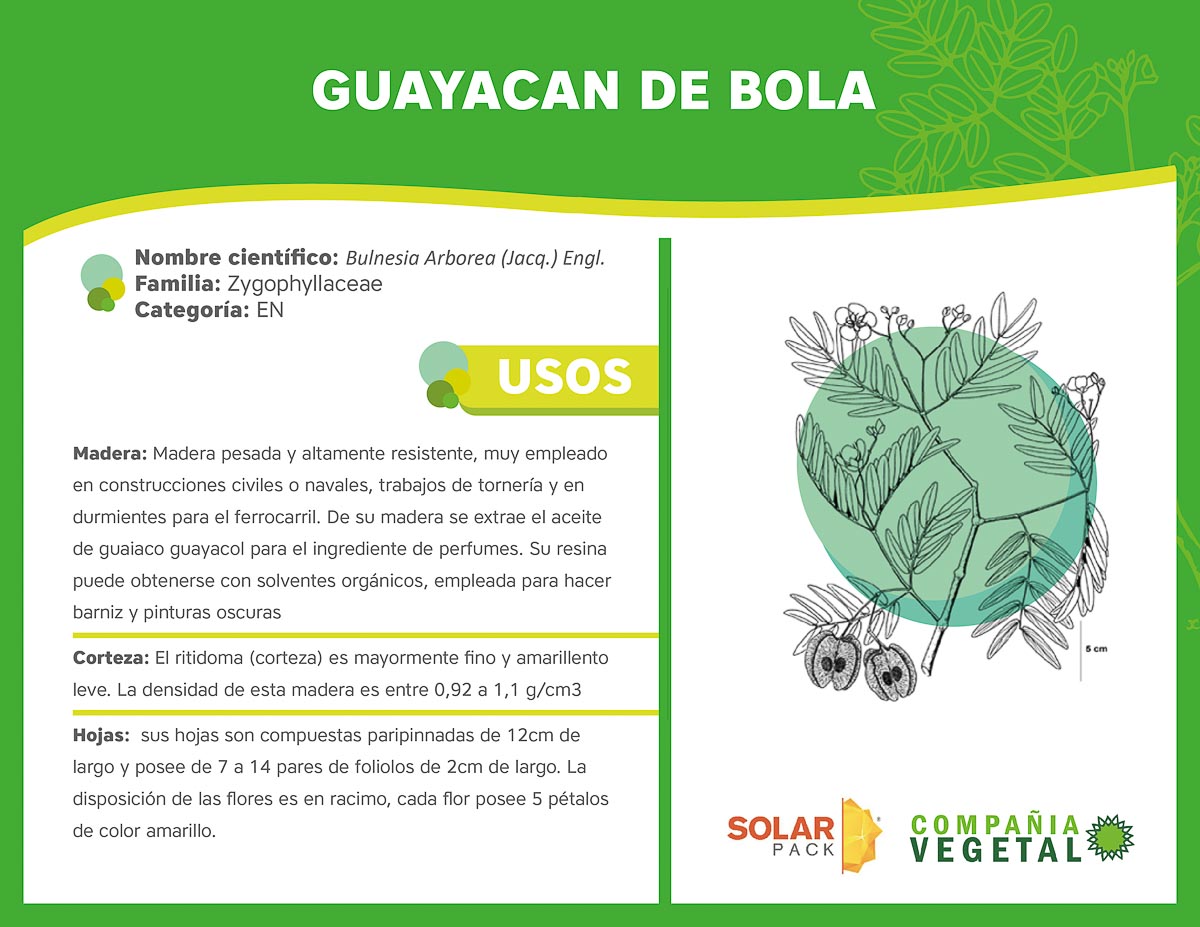 GUAYACAN DE BOLA
Nombre científico: Bulnesia Arborea (Jacq.) Engl.
Familia: Zygophyllaceae
Categoría: EN
USOS
Madera: Madera pesada y altamente resistente, muy empleado
en construcciones civiles o navales, trabajos de tornería y en
durmientes para el ferrocarril. De su madera se extrae el aceite
de guaiaco guayacol para el ingrediente de perfumes. Su resina
puede obtenerse con solventes orgánicos, empleada para hacer
barniz y pinturas oscuras
Corteza: El ritidoma (corteza) es mayormente fino y amarillento
leve. La densidad de esta madera es entre 0,92 a 1,1 g/cm3
Hojas: sus hojas son compuestas paripinnadas de 12cm de
largo y posee de 7 a 14 pares de foliolos de 2cm de largo. La
disposición de las flores es en racimo, cada flor posee 5 pétalos
de color amarillo.
5 cm
SOLAR
PACK
COMPAÑIA
VEGETAL